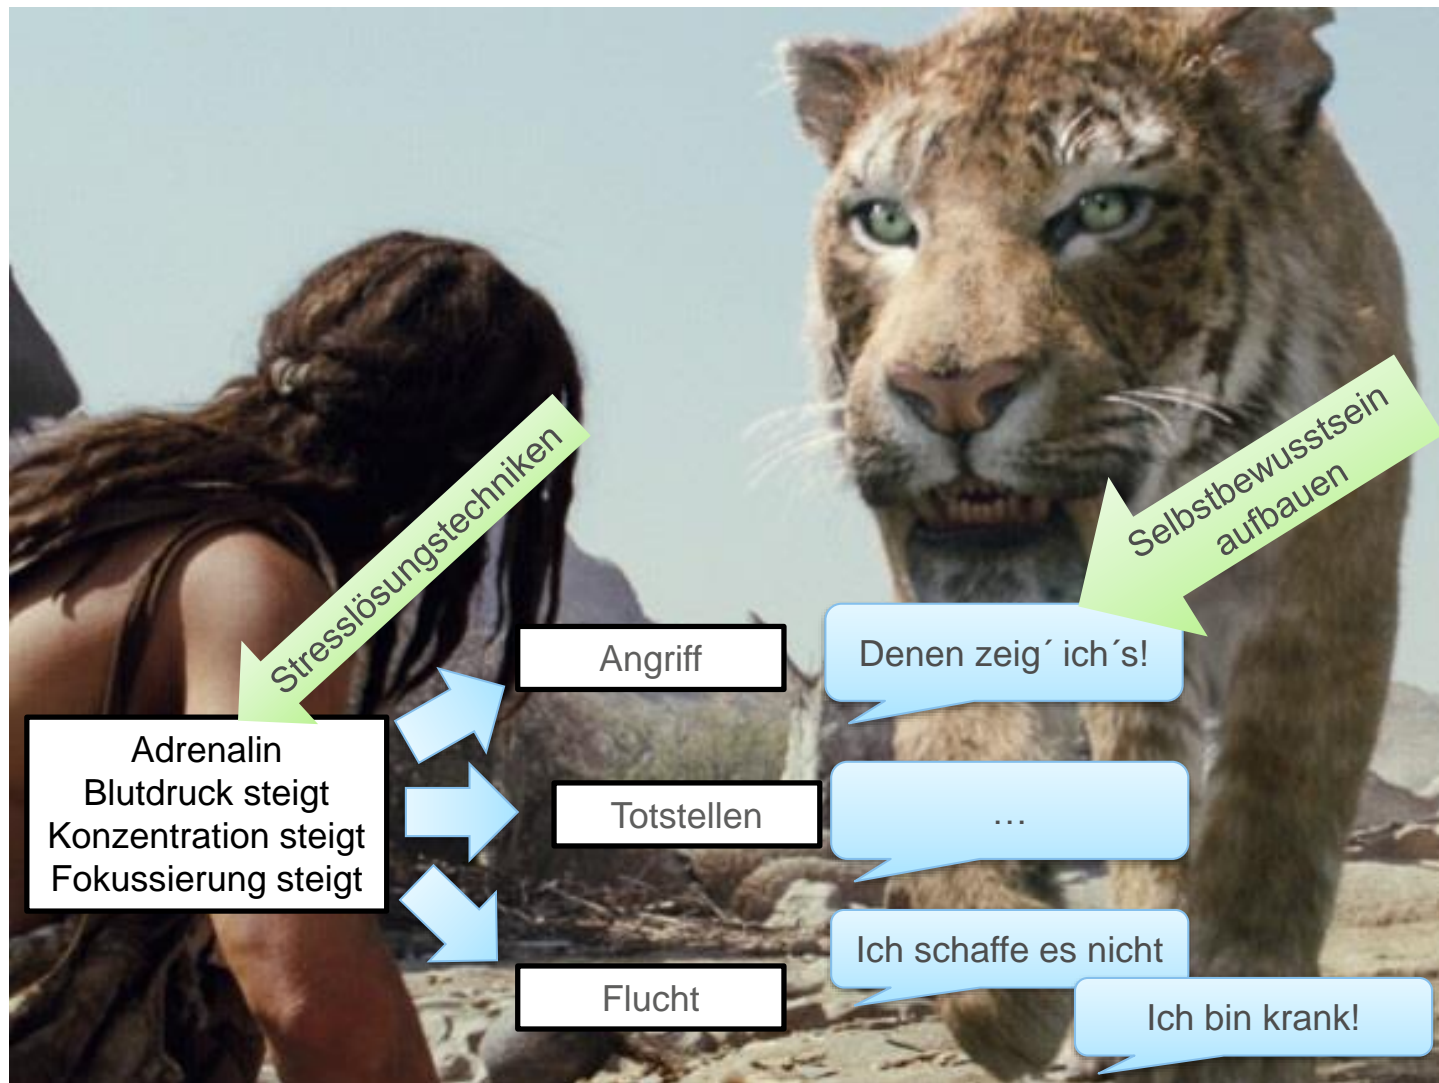 Selbstbewusstsein
aufbauen
Stresslösungstechniken
Angriff
Denen zeig´ ich´s!
Adrenalin
Blutdruck steigt
Konzentration steigt
Fokussierung steigt
Totstellen
…
Ich schaffe es nicht
Flucht
Ich bin krank!